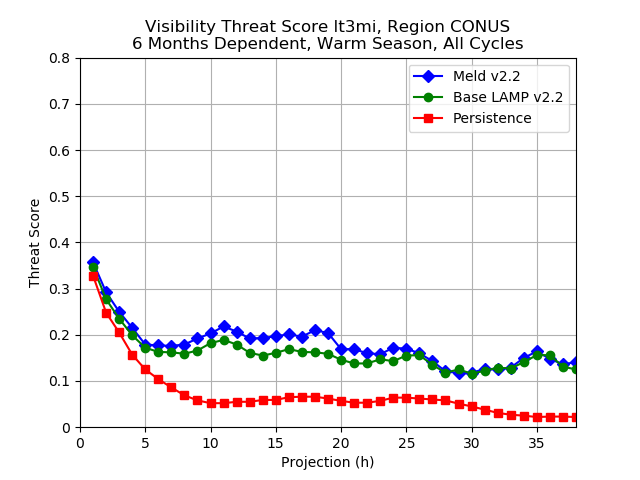 Visibility Threat Score lt3mi, Region CONUS
6 Months Dependent, Warm Season, All Cycles
Meld v2.2
Base LAMP v2.2
Persistence
Threat Score
0.8
0.7
0.6
0.5
0.4
0.3
0.2
0.1
0
0 5 10 15 20 25 30 35
Projection (h)